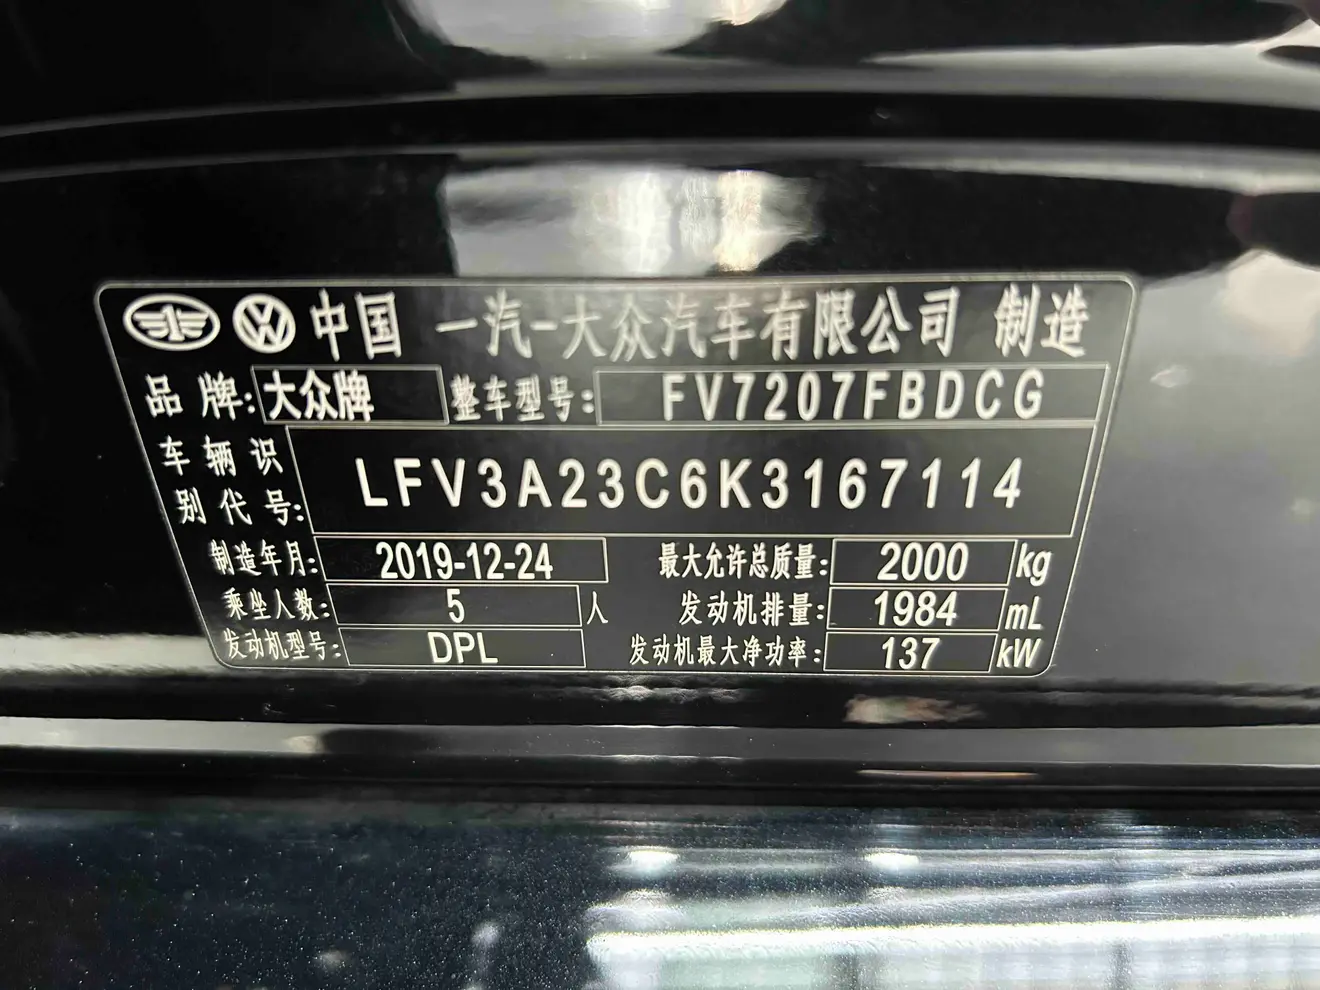 中国 一汽-大众汽车有限公司 制造
品牌: 大众牌 整车型号: FV7207FBDCG
车辆识别代号: LFV3A23C6K3167114
制造年月: 2019-12-24 最大允许总质量: 2000 kg
乘坐人数: 5 人 发动机排量: 1984 mL
发动机型号: DPL 发动机最大净功率: 137 kW